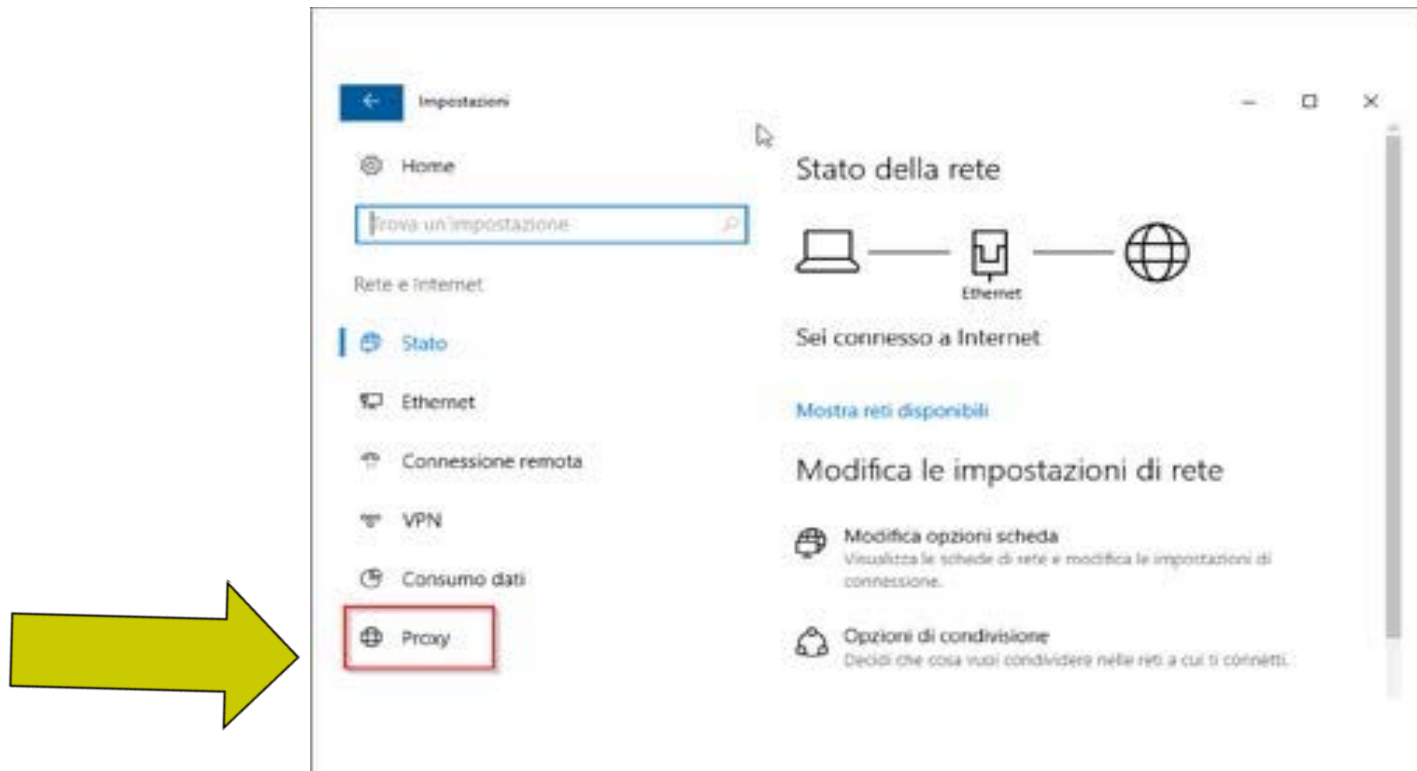 Impostazioni
Home
Trova un'impostazione
Rete e Internet
Stato
Ethernet
Connessione remota
VPN
Consumo dati
Proxy
Stato della rete
Ethernet
Sei connesso a Internet
Mostra reti disponibili
Modifica le impostazioni di rete
Modifica opzioni scheda
Visualizza le schede di rete e modifica le impostazioni di
connessione.
Opzioni di condivisione
Decidi che cosa vuoi condividere nelle reti a cui ti connetti.